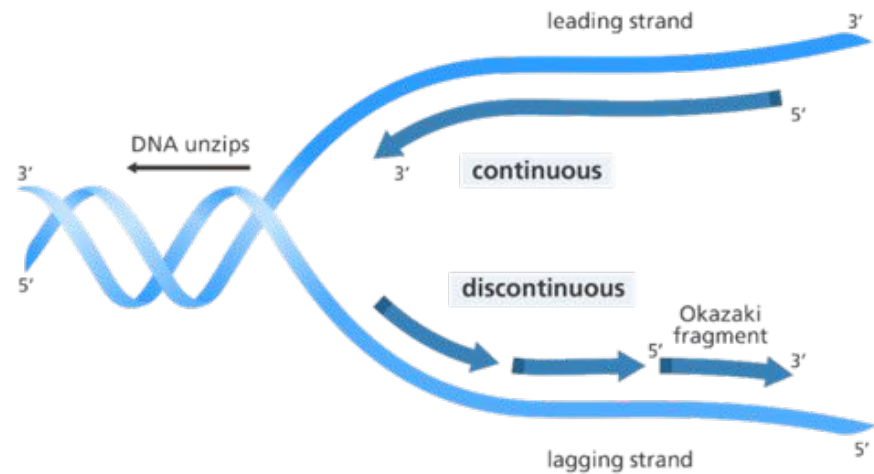 leading strand
3′
5′
DNA unzips
3′
continuous
3′
5′
discontinuous
Okazaki
fragment
5′
3′
lagging strand
5′